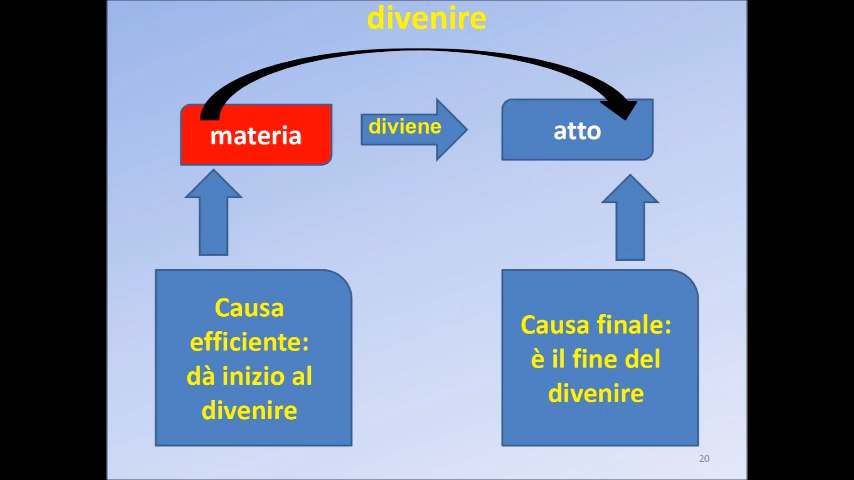 divenire
materia
diviene
atto
Causa
efficiente:
dà inizio al
divenire
Causa finale:
è il fine del
divenire
20